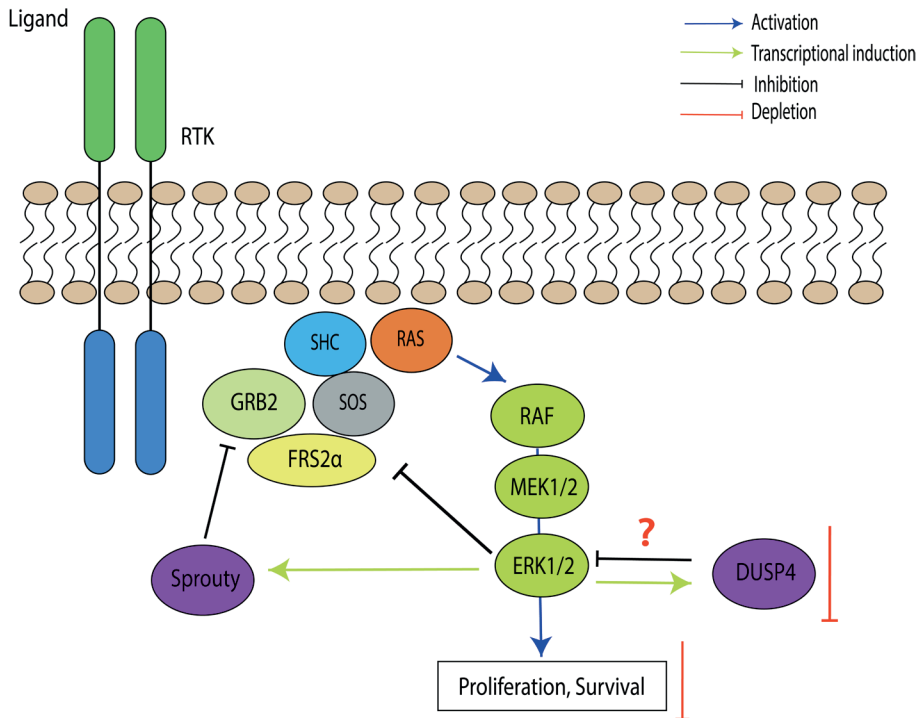 Ligand
RTK
Activation
Transcriptional induction
Inhibition
Depletion
SHC
RAS
GRB2
SOS
RAF
FRS2α
MEK1/2
?
ERK1/2
DUSP4
Sprouty
Proliferation, Survival